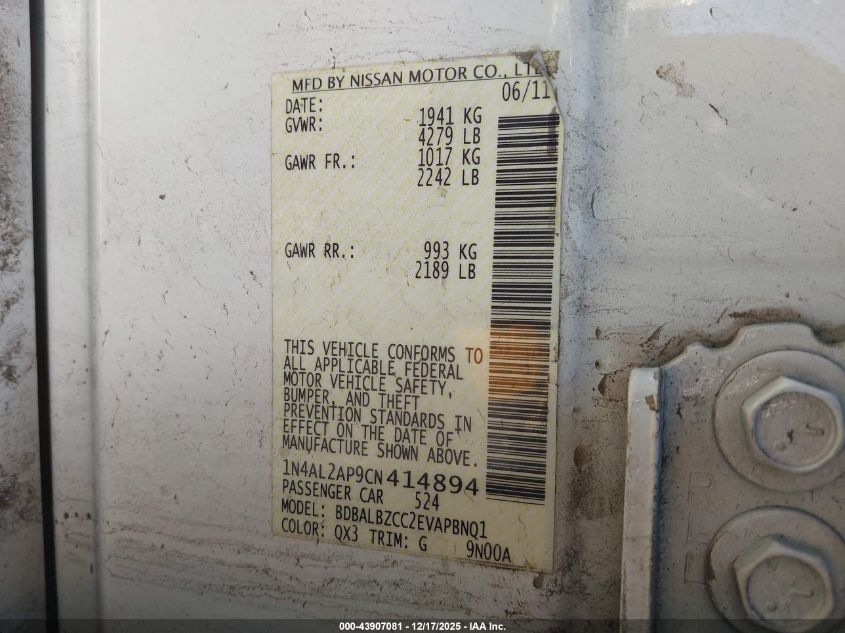 MFD BY NISSAN MOTOR CO., LTD
DATE: 06/11
GVWR: 1941 KG
4279 LB
GAWR FR.: 1017 KG
2242 LB
GAWR RR.: 993 KG
2189 LB
THIS VEHICLE CONFORMS TO
ALL APPLICABLE FEDERAL
MOTOR VEHICLE SAFETY,
BUMPER, AND THEFT
PREVENTION STANDARDS IN
EFFECT ON THE DATE OF
MANUFACTURE SHOWN ABOVE.
1N4AL2AP9CN414894
PASSENGER CAR 524
MODEL: BDBALBZCC2EVAPBNQ1
COLOR: QX3 TRIM: G 9N00A
000-43907081 - 12/17/2025 - IAA Inc.